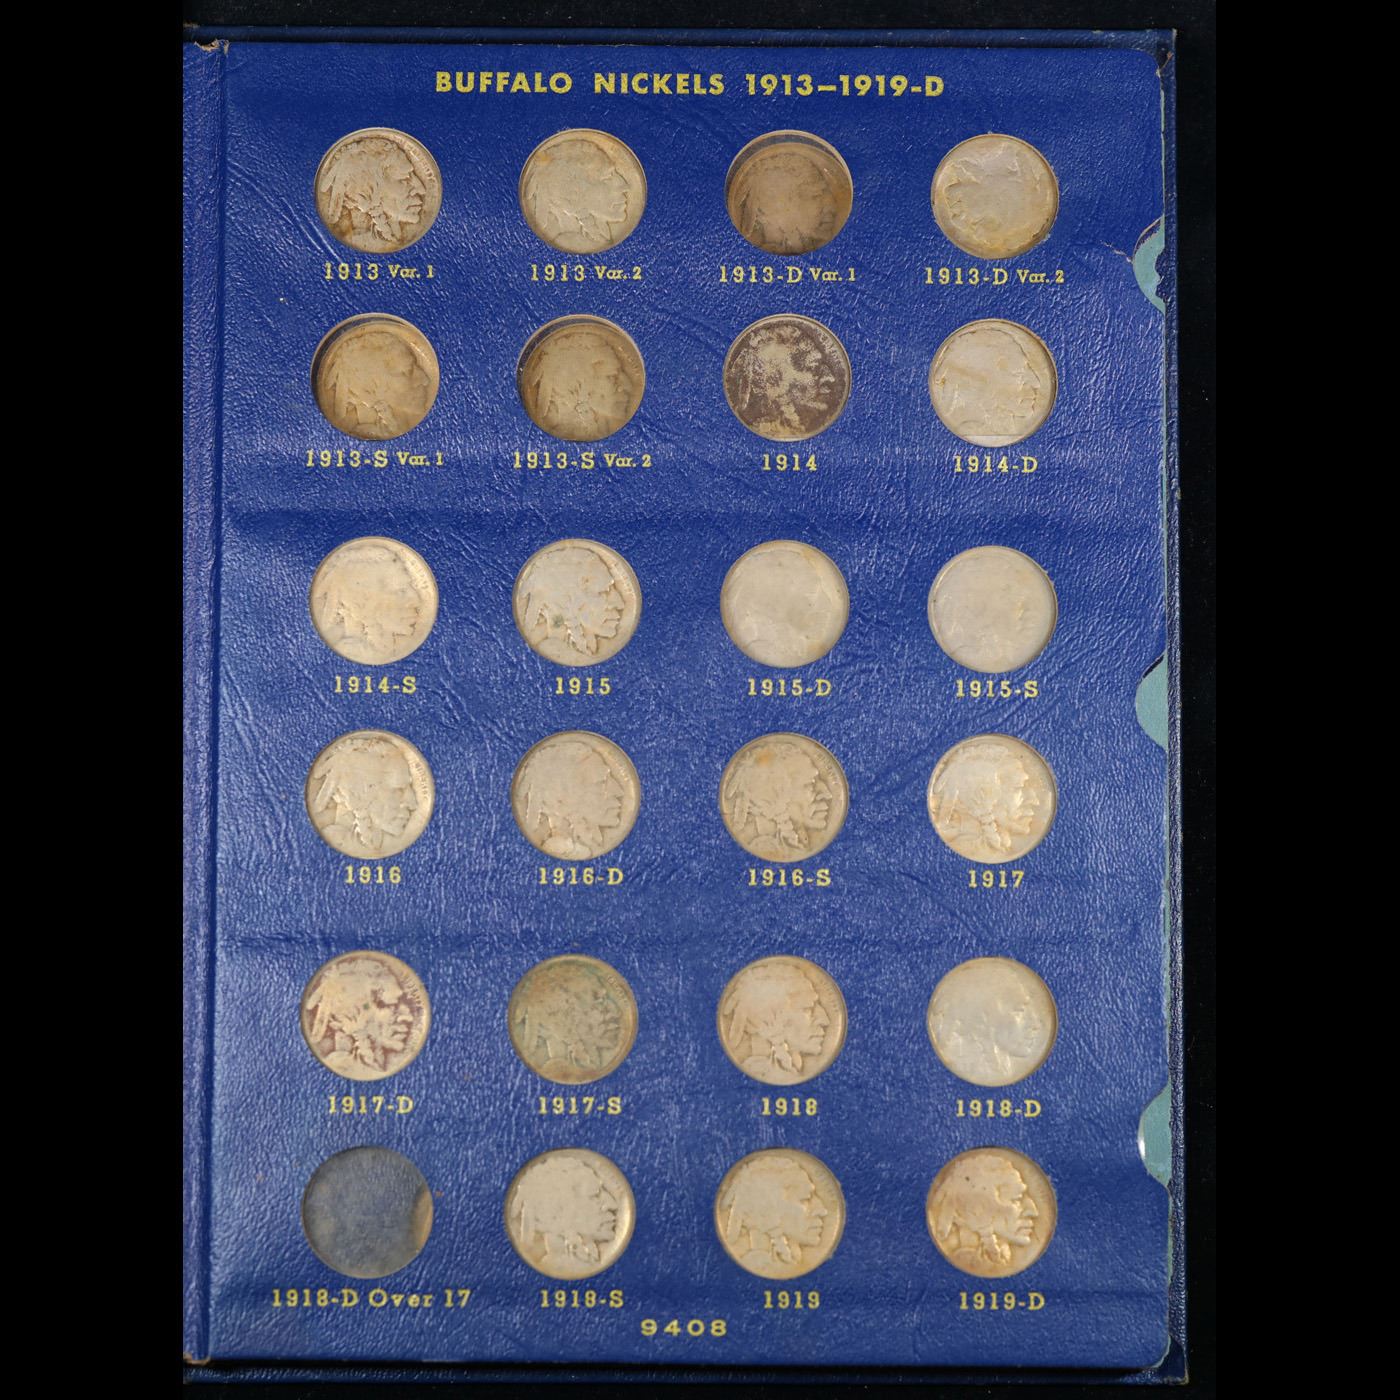 BUFFALO NICKELS 1913-1919-D
1913 Var. 1 1913 Var. 2 1913-D Var. 1 1913-D Var. 2
1913-S Var. 1 1913-S Var. 2 1914 1914-D
1914-S 1915 1915-D 1915-S
1916 1916-D 1916-S 1917
1917-D 1917-S 1918 1918-D
1918-D Over 17 1918-S 1919 1919-D
9408